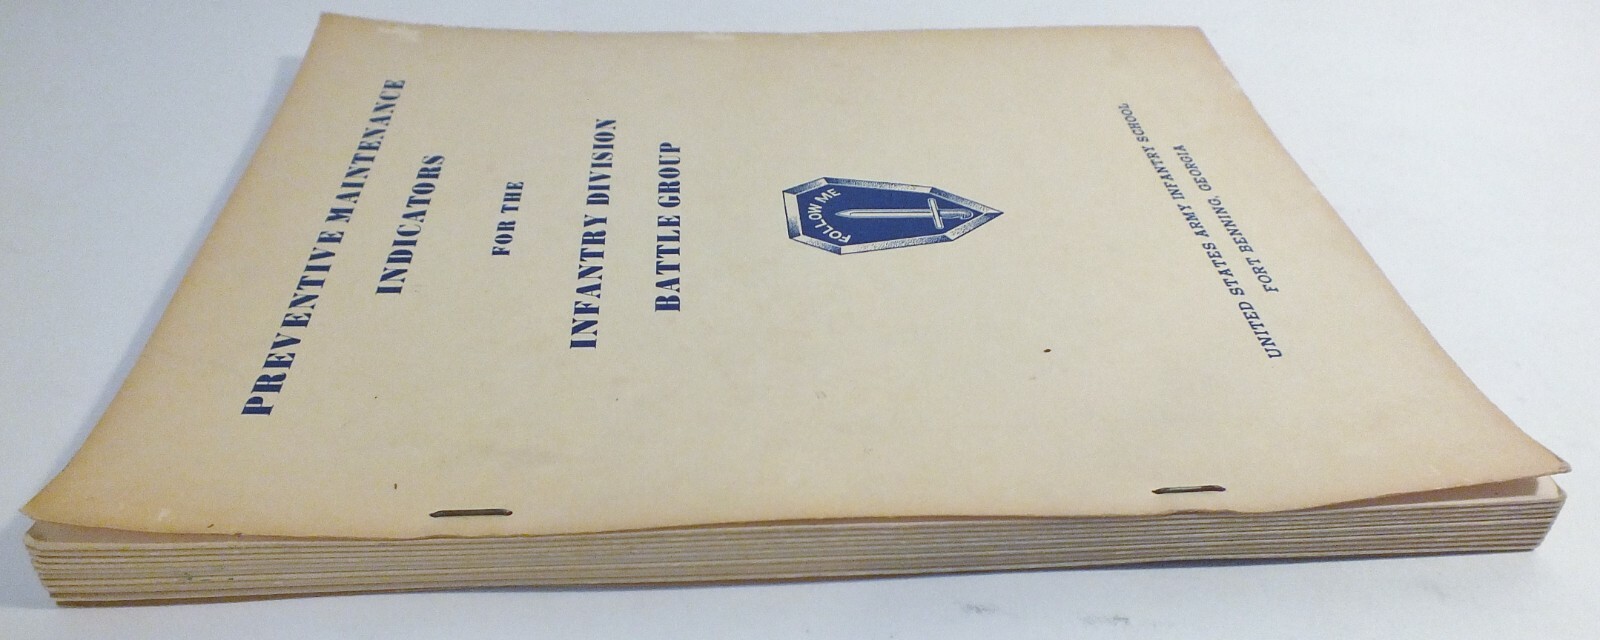 PREVENTIVE MAINTENANCE
INDICATORS
FOR THE
INFANTRY DIVISION
BATTLE GROUP
FOLLOW ME
UNITED STATES ARMY INFANTRY SCHOOL
FORT BENNING, GEORGIA